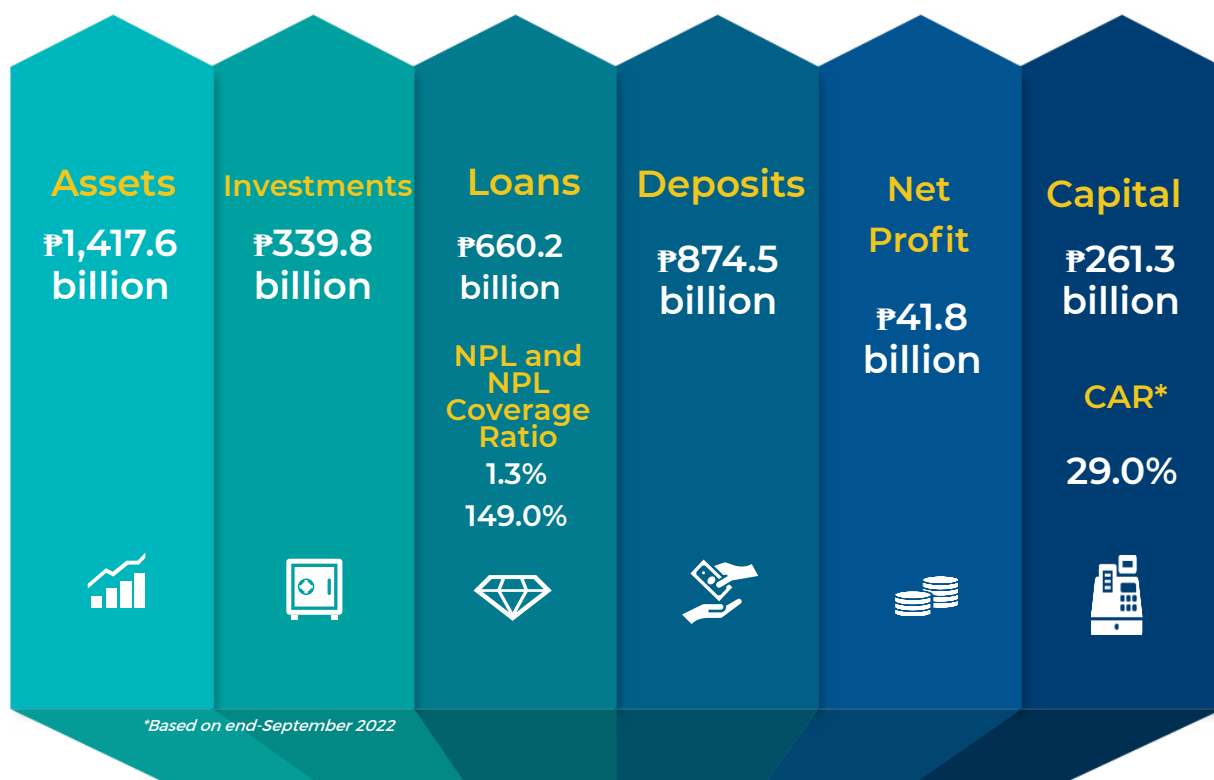 Assets
₱1,417.6
billion
Investments
₱339.8
billion
Loans
₱660.2
billion
NPL and
NPL
Coverage
Ratio
1.3%
149.0%
Deposits
₱874.5
billion
Net
Profit
₱41.8
billion
Capital
₱261.3
billion
CAR*
29.0%
*Based on end-September 2022